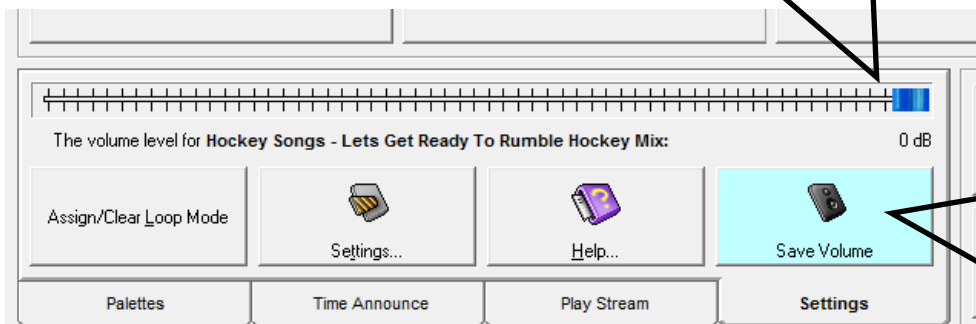 The volume level for Hockey Songs - Lets Get Ready To Rumble Hockey Mix: 0 dB
Assign/Clear Loop Mode
Settings...
Help...
Save Volume
Palettes
Time Announce
Play Stream
Settings